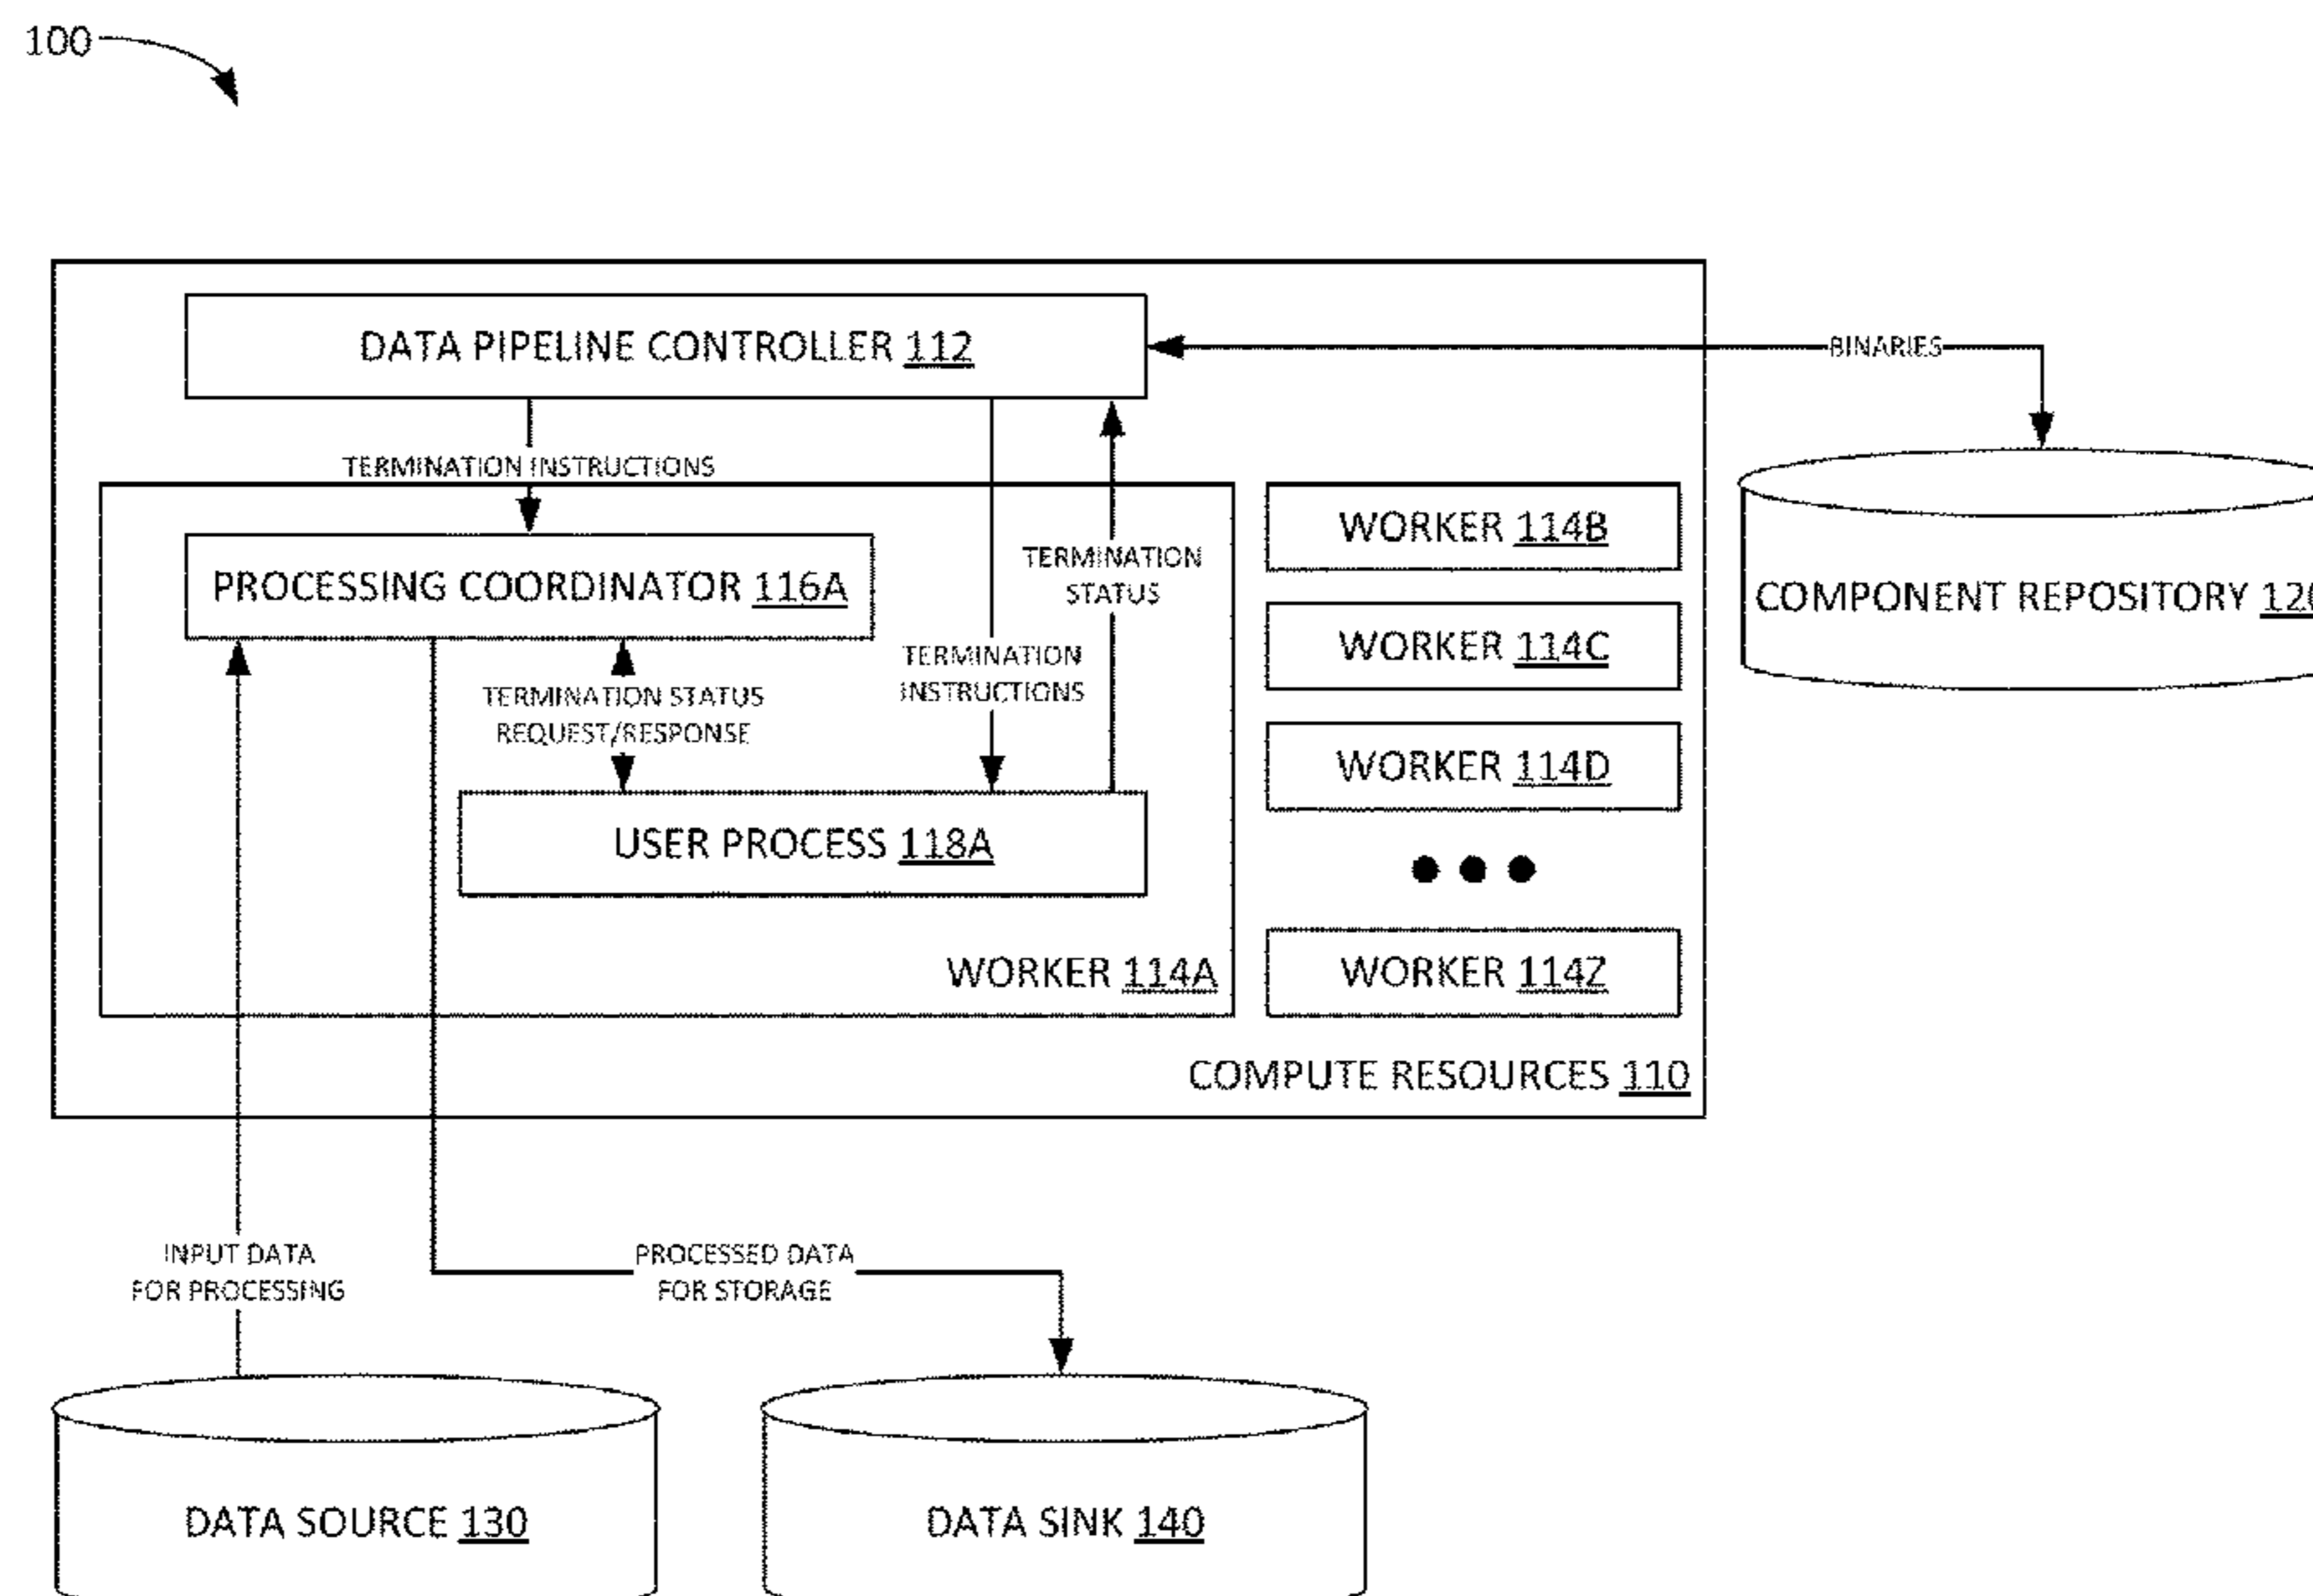 100
DATA PIPELINE CONTROLLER 112
BINARIES
TERMINATION INSTRUCTIONS
WORKER 114B
TERMINATION
STATUS
PROCESSING COORDINATOR 116A
COMPONENT REPOSITORY
WORKER 114C
TERMINATION
INSTRUCTIONS
TERMINATION STATUS
REQUEST/RESPONSE
WORKER 114D
USER PROCESS 118A
WORKER 114A
WORKER 114Z
COMPUTE RESOURCES 110
INPUT DATA
FOR PROCESSING
PROCESSED DATA
FOR STORAGE
DATA SOURCE 130
DATA SINK 140